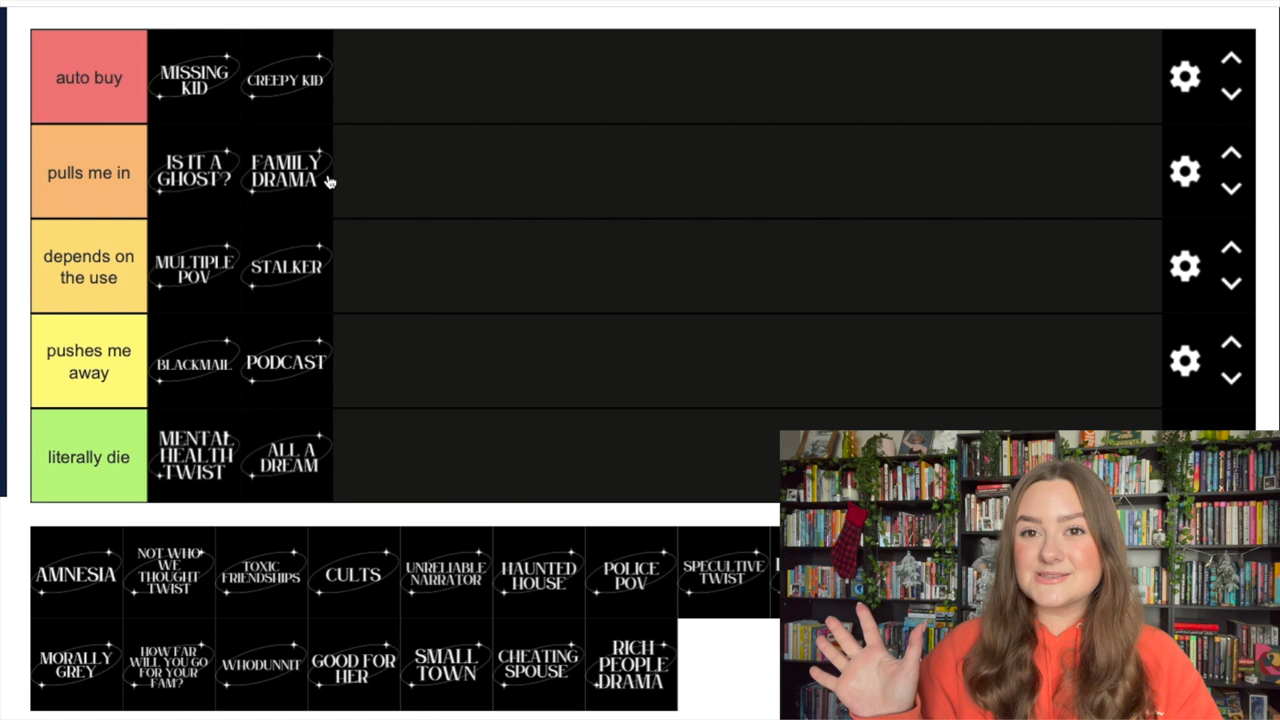 auto buy
MISSING
KID
CREEPY KID
pulls me in
IS IT A
GHOST?
FAMILY
DRAMA
depends on
the use
MULTIPLE
POV
STALKER
pushes me
away
BLACKMAIL
PODCAST
literally die
MENTAL
HEALTH
TWIST
ALL A
DREAM
AMNESIA
NOT WHO
WE
THOUGHT
TWIST
TOXIC
FRIENDSHIPS
CULTS
UNRELIABLE
NARRATOR
HAUNTED
HOUSE
POLICE
POV
SPECULTIVE
TWIST
MORALLY
GREY
HOW FAR
WILL YOU GO
FOR YOUR
FAM?
WHODUNNIT
GOOD FOR
HER
SMALL
TOWN
CHEATING
SPOUSE
RICH
PEOPLE
DRAMA